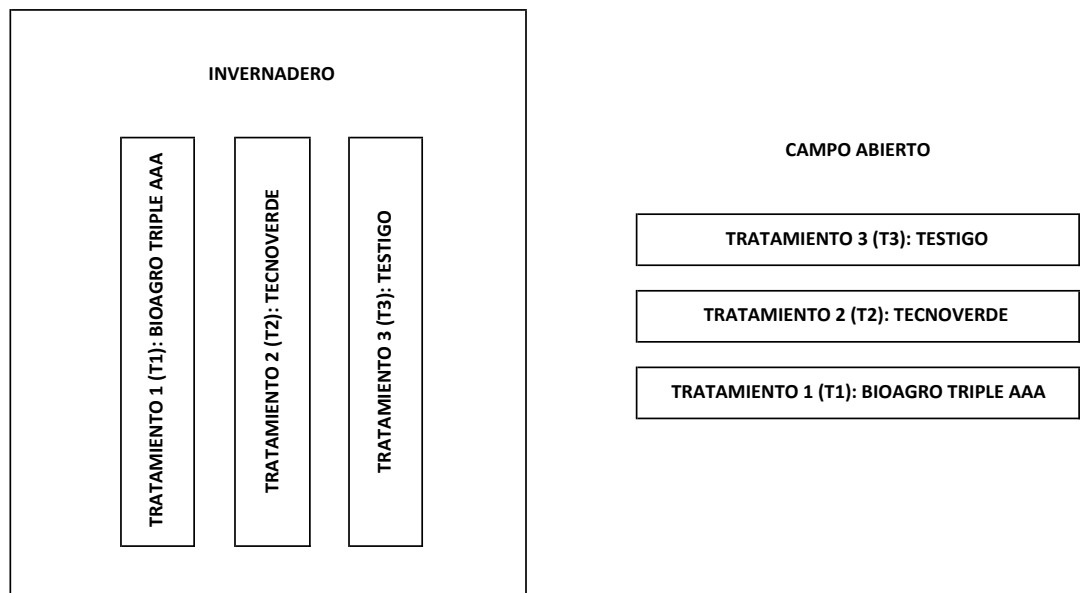 INVERNADERO
TRATAMIENTO 1 (T1): BIOAGRO TRIPLE AAA
TRATAMIENTO 2 (T2): TECNOVERDE
TRATAMIENTO 3 (T3): TESTIGO
CAMPO ABIERTO
TRATAMIENTO 3 (T3): TESTIGO
TRATAMIENTO 2 (T2): TECNOVERDE
TRATAMIENTO 1 (T1): BIOAGRO TRIPLE AAA